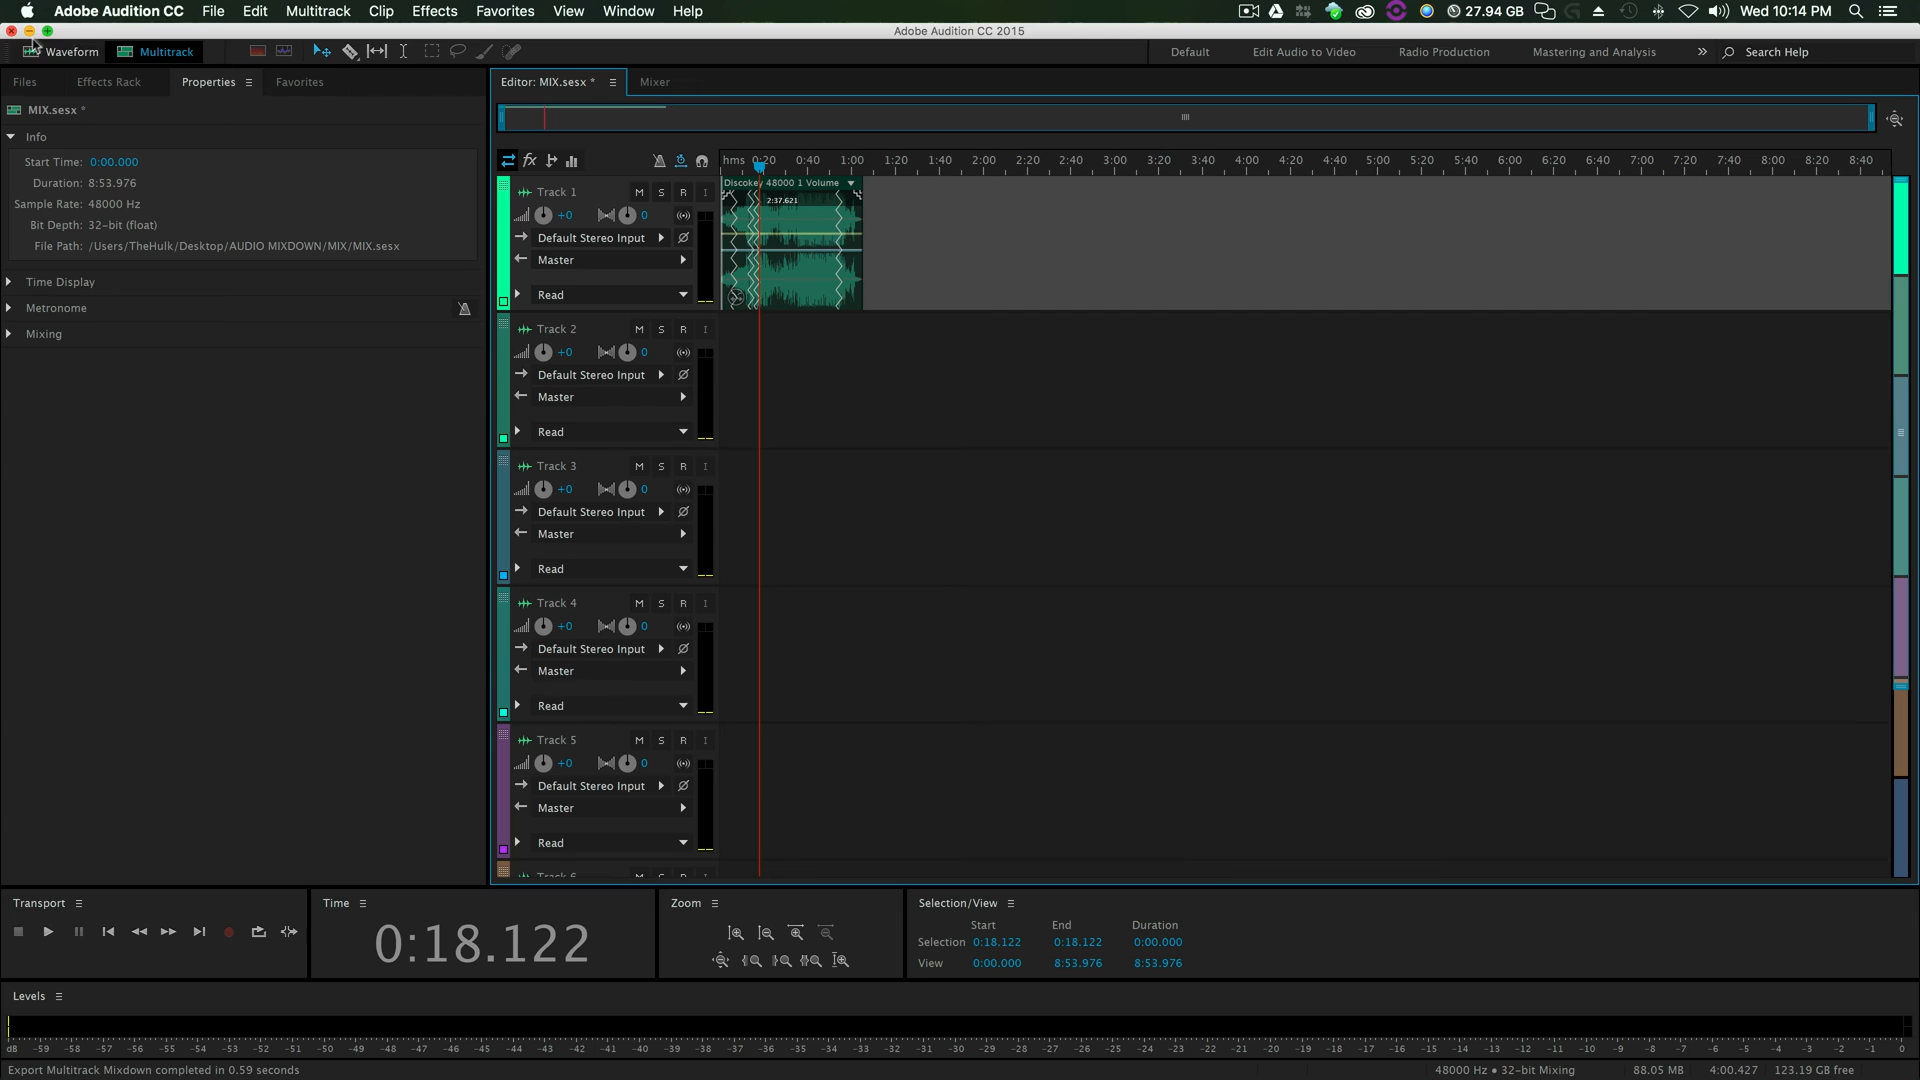 Adobe Audition CC File Edit Multitrack Clip Effects Favorites View Window Help 27.94 GB Wed 10:14 PM
Adobe Audition CC 2015
Waveform Multitrack Default Edit Audio to Video Radio Production Mastering and Analysis Search Help
Files Effects Rack Properties Favorites Editor: MIX.sesx * Mixer
MIX.sesx *
Info
Start Time: 0:00.000
Duration: 8:53.976
Sample Rate: 48000 Hz
Bit Depth: 32-bit (float)
File Path: /Users/TheHulk/Desktop/AUDIO MIXDOWN/MIX/MIX.sesx
Time Display
Metronome
Mixing
fx hms 0:20 0:40 1:00 1:20 1:40 2:00 2:20 2:40 3:00 3:20 3:40 4:00 4:20 4:40 5:00 5:20 5:40 6:00 6:20 6:40 7:00 7:20 7:40 8:00 8:20 8:40
Discokey 48000 1 Volume
2:37.621
Track 1 M S R I
+0 0
Default Stereo Input
Master
Read
Track 2 M S R I
+0 0
Default Stereo Input
Master
Read
Track 3 M S R I
+0 0
Default Stereo Input
Master
Read
Track 4 M S R I
+0 0
Default Stereo Input
Master
Read
Track 5 M S R I
+0 0
Default Stereo Input
Master
Read
Transport Time Zoom Selection/View
0:18.122
Start End Duration
Selection 0:18.122 0:18.122 0:00.000
View 0:00.000 8:53.976 8:53.976
Levels
dB -59 -58 -57 -56 -55 -54 -53 -52 -51 -50 -49 -48 -47 -46 -45 -44 -43 -42 -41 -40 -39 -38 -37 -36 -35 -34 -33 -32 -31 -30 -29 -28 -27 -26 -25 -24 -23 -22 -21 -20 -19 -18 -17 -16 -15 -14 -13 -12 -11 -10 -9 -8 -7 -6 -5 -4 -3 -2 -1 0
Export Multitrack Mixdown completed in 0.59 seconds 48000 Hz • 32-bit Mixing 88.05 MB 4:00.427 123.19 GB free